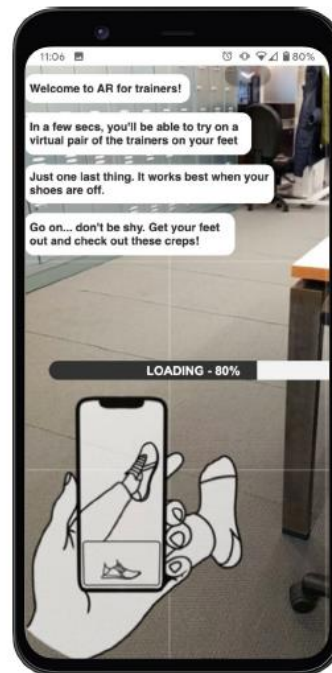 11:06
80%
Welcome to AR for trainers!
In a few secs, you'll be able to try on a
virtual pair of the trainers on your feet
Just one last thing. It works best when your
shoes are off.
Go on... don't be shy. Get your feet
out and check out these creps!
LOADING - 80%